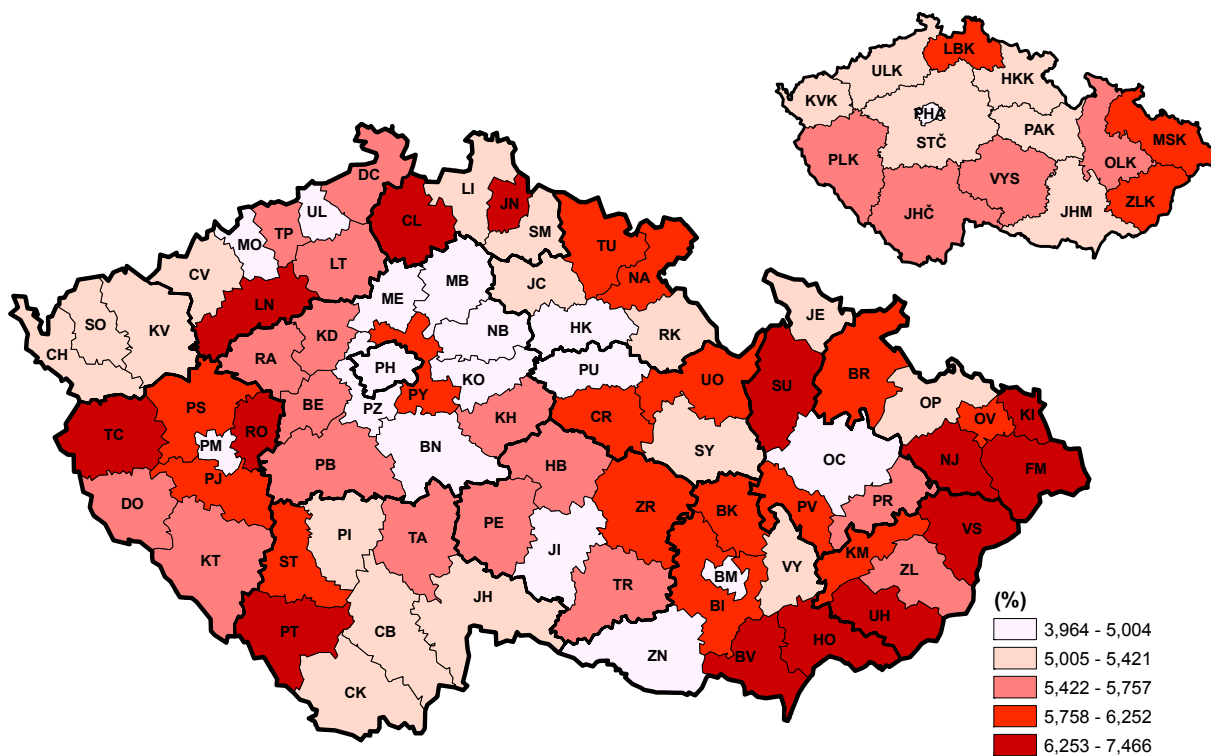 LBK
ULK
HKK
KVK
PHA
STČ
PAK
MSK
PLK
OLK
VYS
ZLK
JHČ
JHM
DC
LI
JN
UL
CL
SM
MO
TP
TU
CV
LT
MB
NA
JC
LN
ME
SO
KV
NB
HK
JE
CH
KD
RK
RA
PH
KO
PU
SU
BR
UO
OP
PS
BE
PZ
PY
KH
CR
OV
KI
TC
RO
PM
BN
SY
OC
NJ
FM
PB
HB
PJ
DO
PR
ZR
BK
PV
VS
PI
TA
PE
KT
ST
JI
KM
VY
ZL
BM
TR
JH
BI
(%)
PT
CB
UH
3,964 - 5,004
HO
BV
ZN
5,005 - 5,421
CK
5,422 - 5,757
5,758 - 6,252
6,253 - 7,466